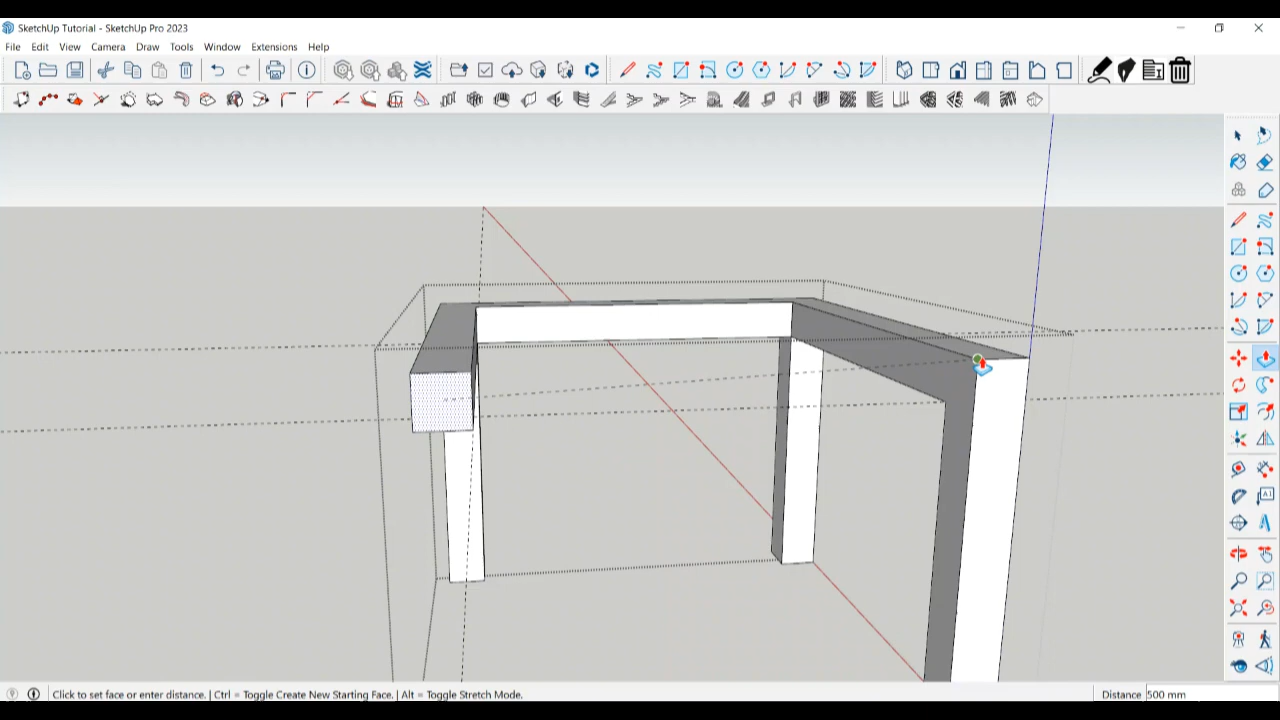 SketchUp Tutorial - SketchUp Pro 2023
File Edit View Camera Draw Tools Window Extensions Help
Click to set face or enter distance. | Ctrl = Toggle Create New Starting Face. | Alt = Toggle Stretch Mode. Distance 500 mm